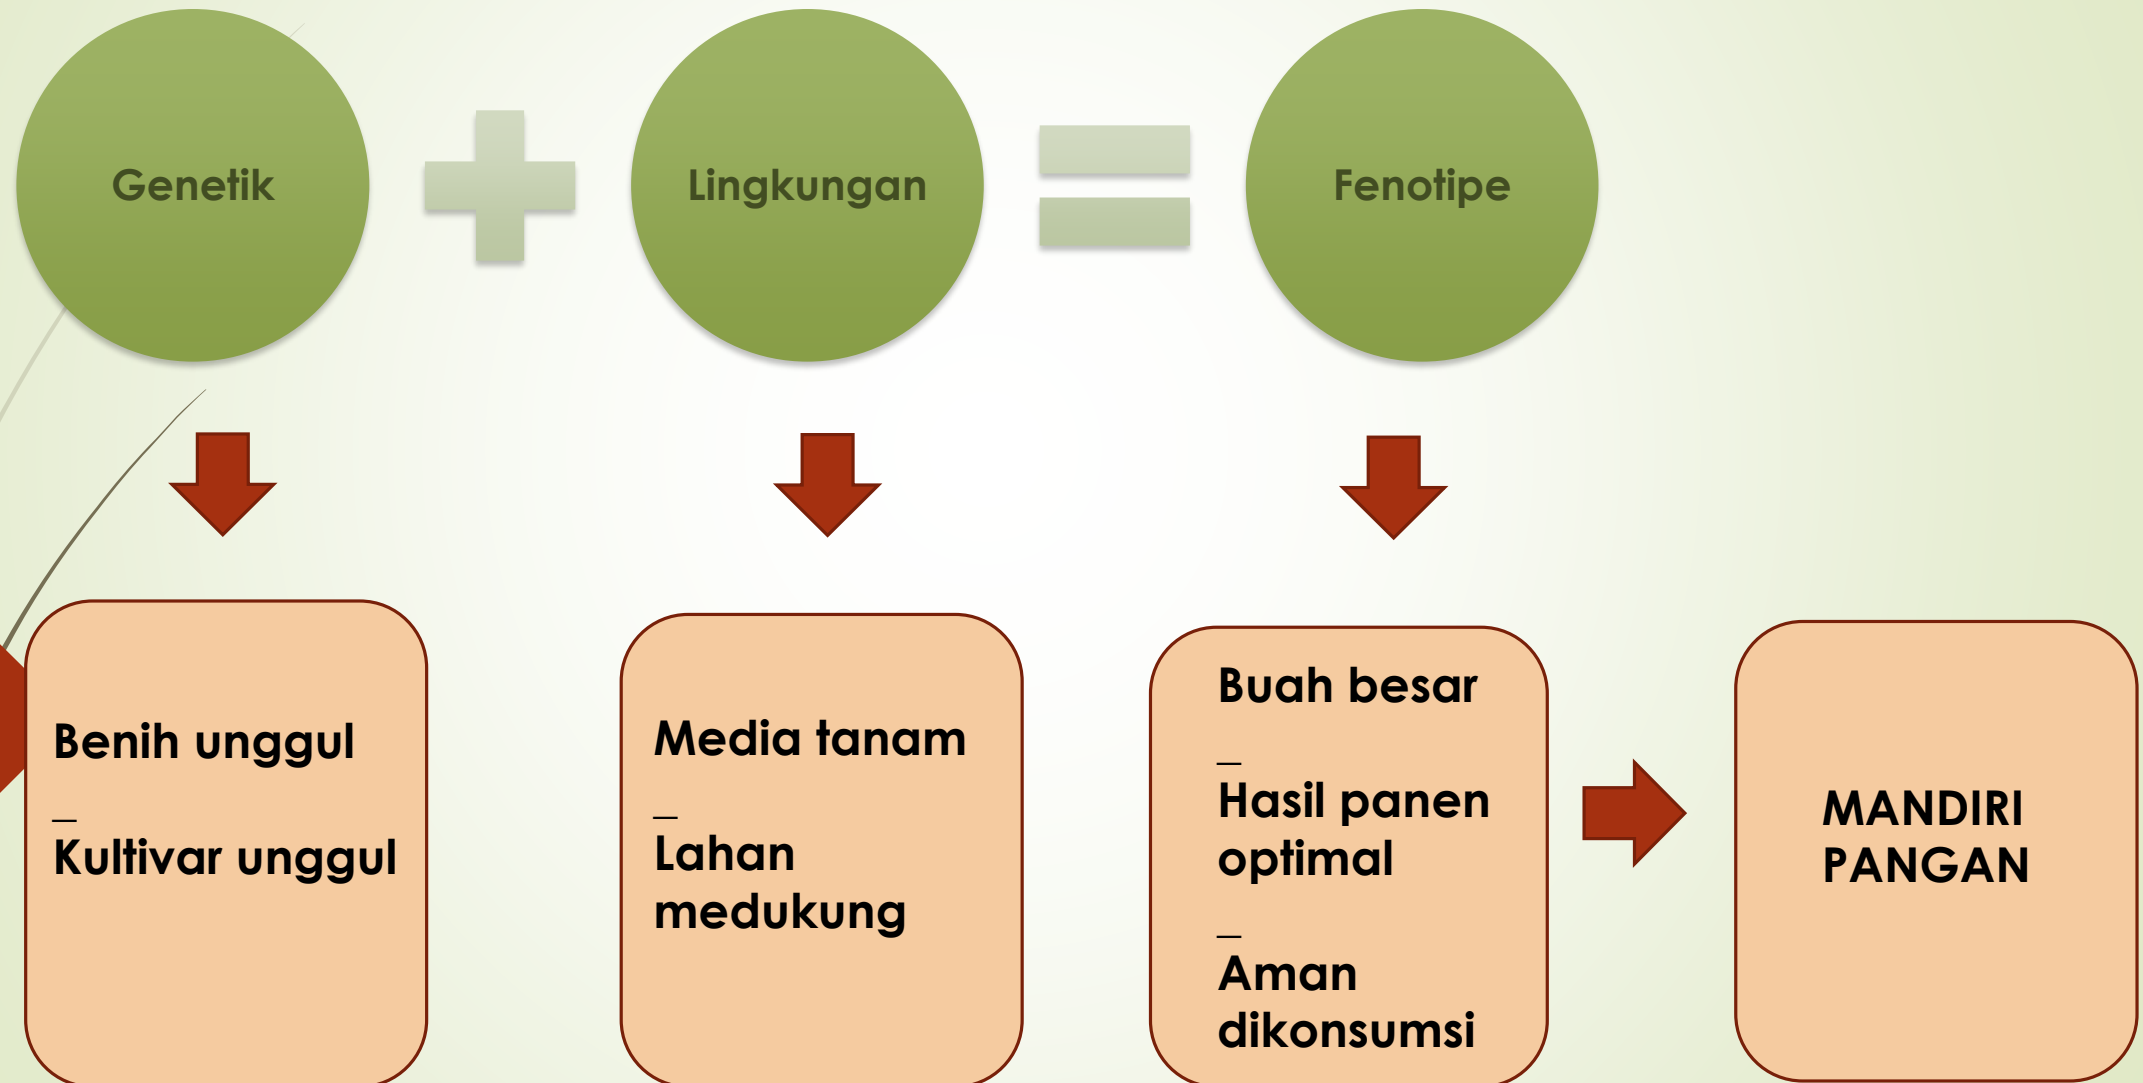 Genetik
Lingkungan
Fenotipe
Benih unggul
_
Kultivar unggul
Media tanam
_
Lahan
medukung
Buah besar
_
Hasil panen
optimal
_
Aman
dikonsumsi
MANDIRI
PANGAN